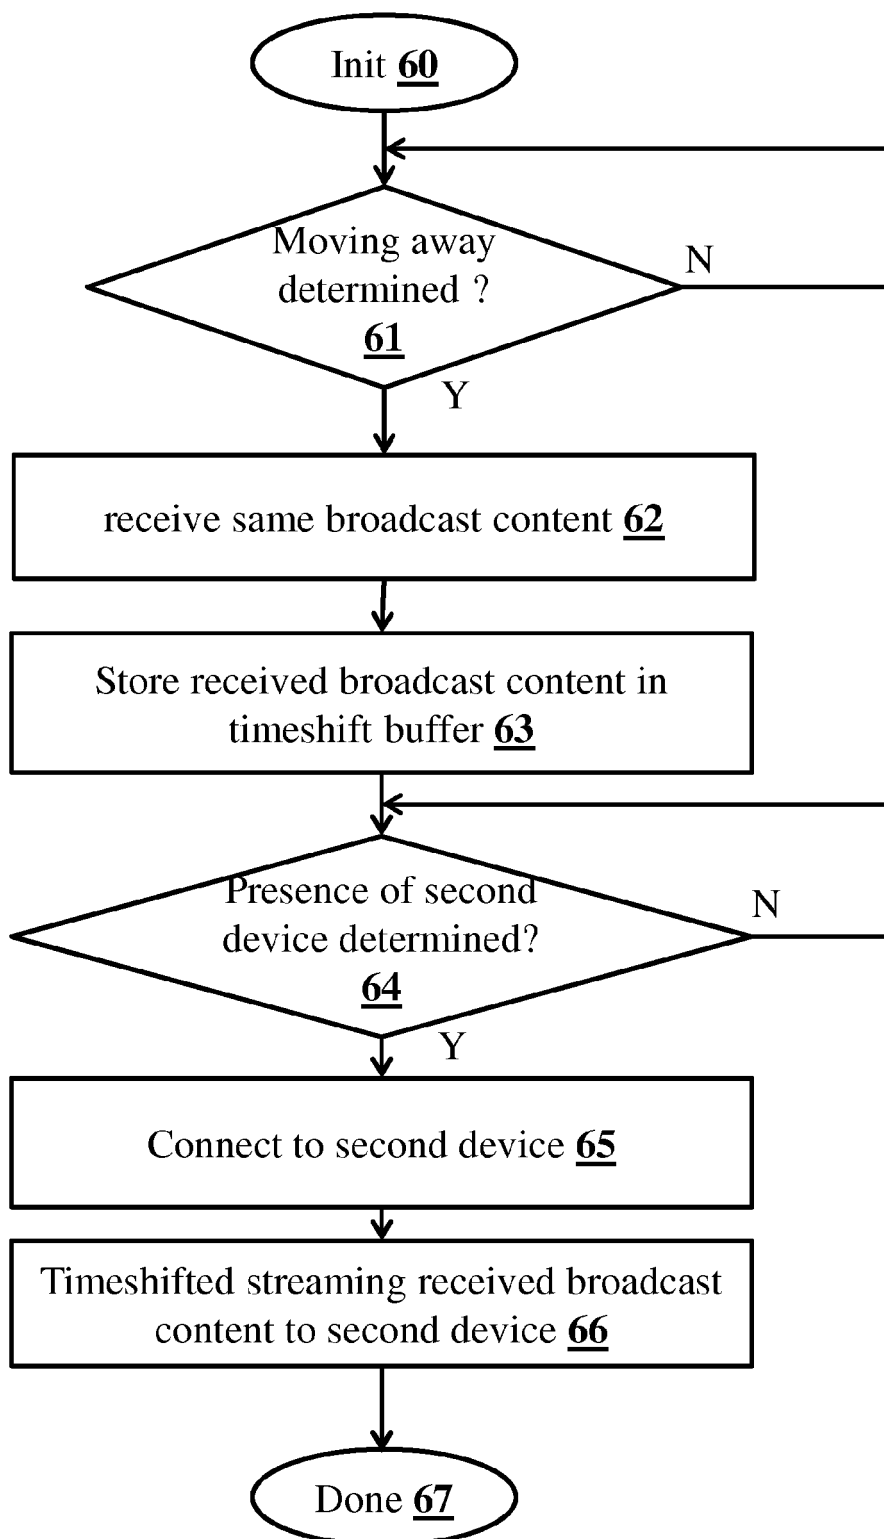 Init 60
Moving away
determined ?
61
N
Y
receive same broadcast content 62
Store received broadcast content in
timeshift buffer 63
Presence of second
device determined?
64
N
Y
Connect to second device 65
Timeshifted streaming received broadcast
content to second device 66
Done 67